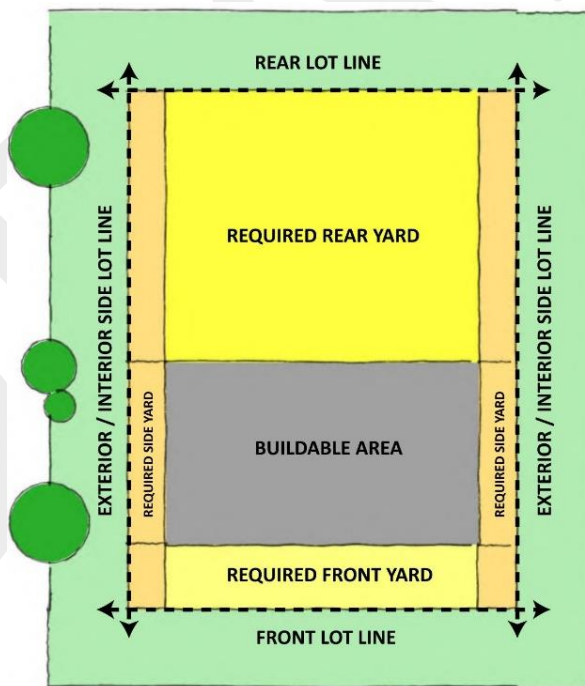 REAR LOT LINE
REQUIRED REAR YARD
EXTERIOR / INTERIOR SIDE LOT LINE
EXTERIOR / INTERIOR SIDE LOT LINE
REQUIRED SIDE YARD
BUILDABLE AREA
REQUIRED SIDE YARD
REQUIRED FRONT YARD
FRONT LOT LINE